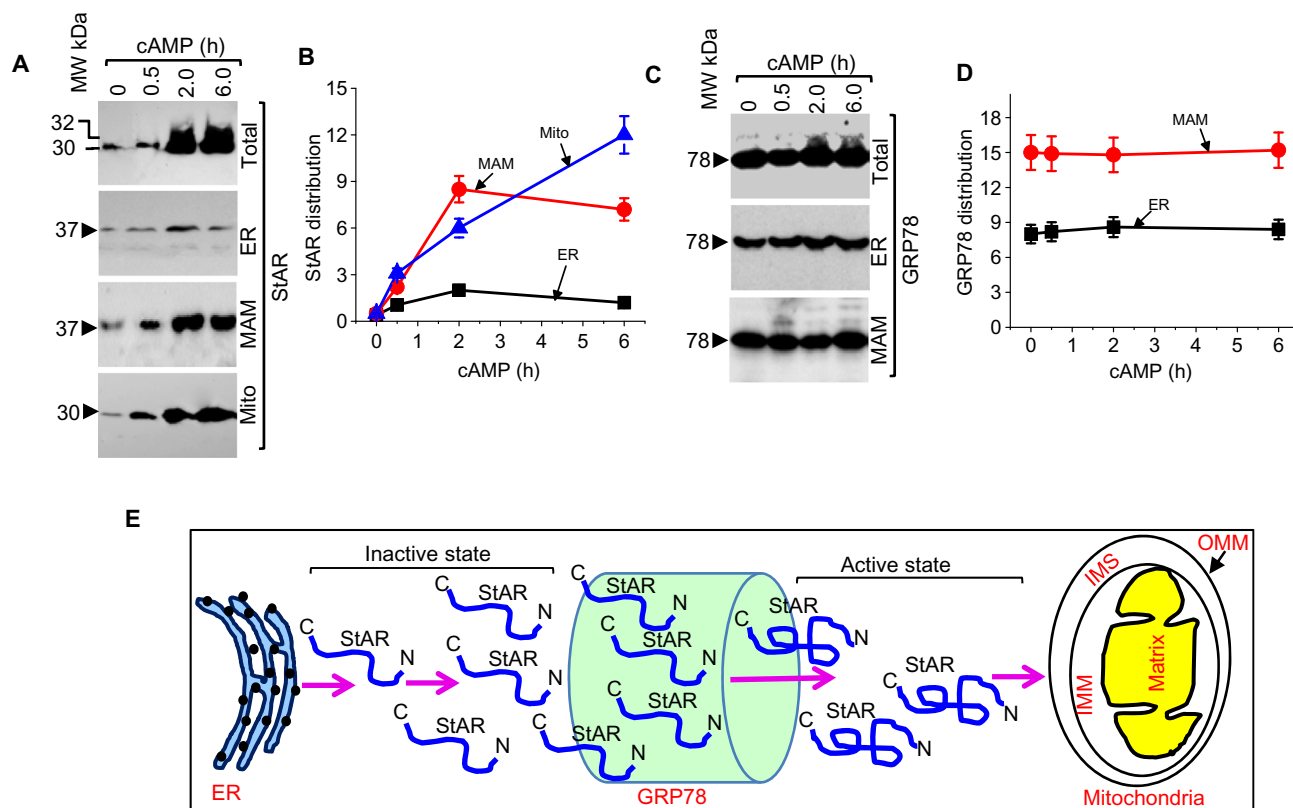 A
MW kDa
cAMP (h)
0 0.5 2.0 6.0
32
30
Total
37
ER
37
MAM
30
Mito
StAR
B
StAR distribution
15
12
9
6
3
0
Mito
MAM
ER
0 1 2 3 4 5 6
cAMP (h)
C
MW kDa
cAMP (h)
0 0.5 2.0 6.0
78
Total
78
ER
78
MAM
GRP78
D
GRP78 distribution
18
15
12
9
6
3
0
MAM
ER
0 1 2 3 4 5 6
cAMP (h)
E
Inactive state
Active state
ER
C StAR N
C StAR N
C StAR N
C StAR N
C StAR N
C StAR N
C StAR N
C StAR N
GRP78
C StAR N
C StAR N
C StAR N
OMM
IMS
IMM
Matrix
Mitochondria